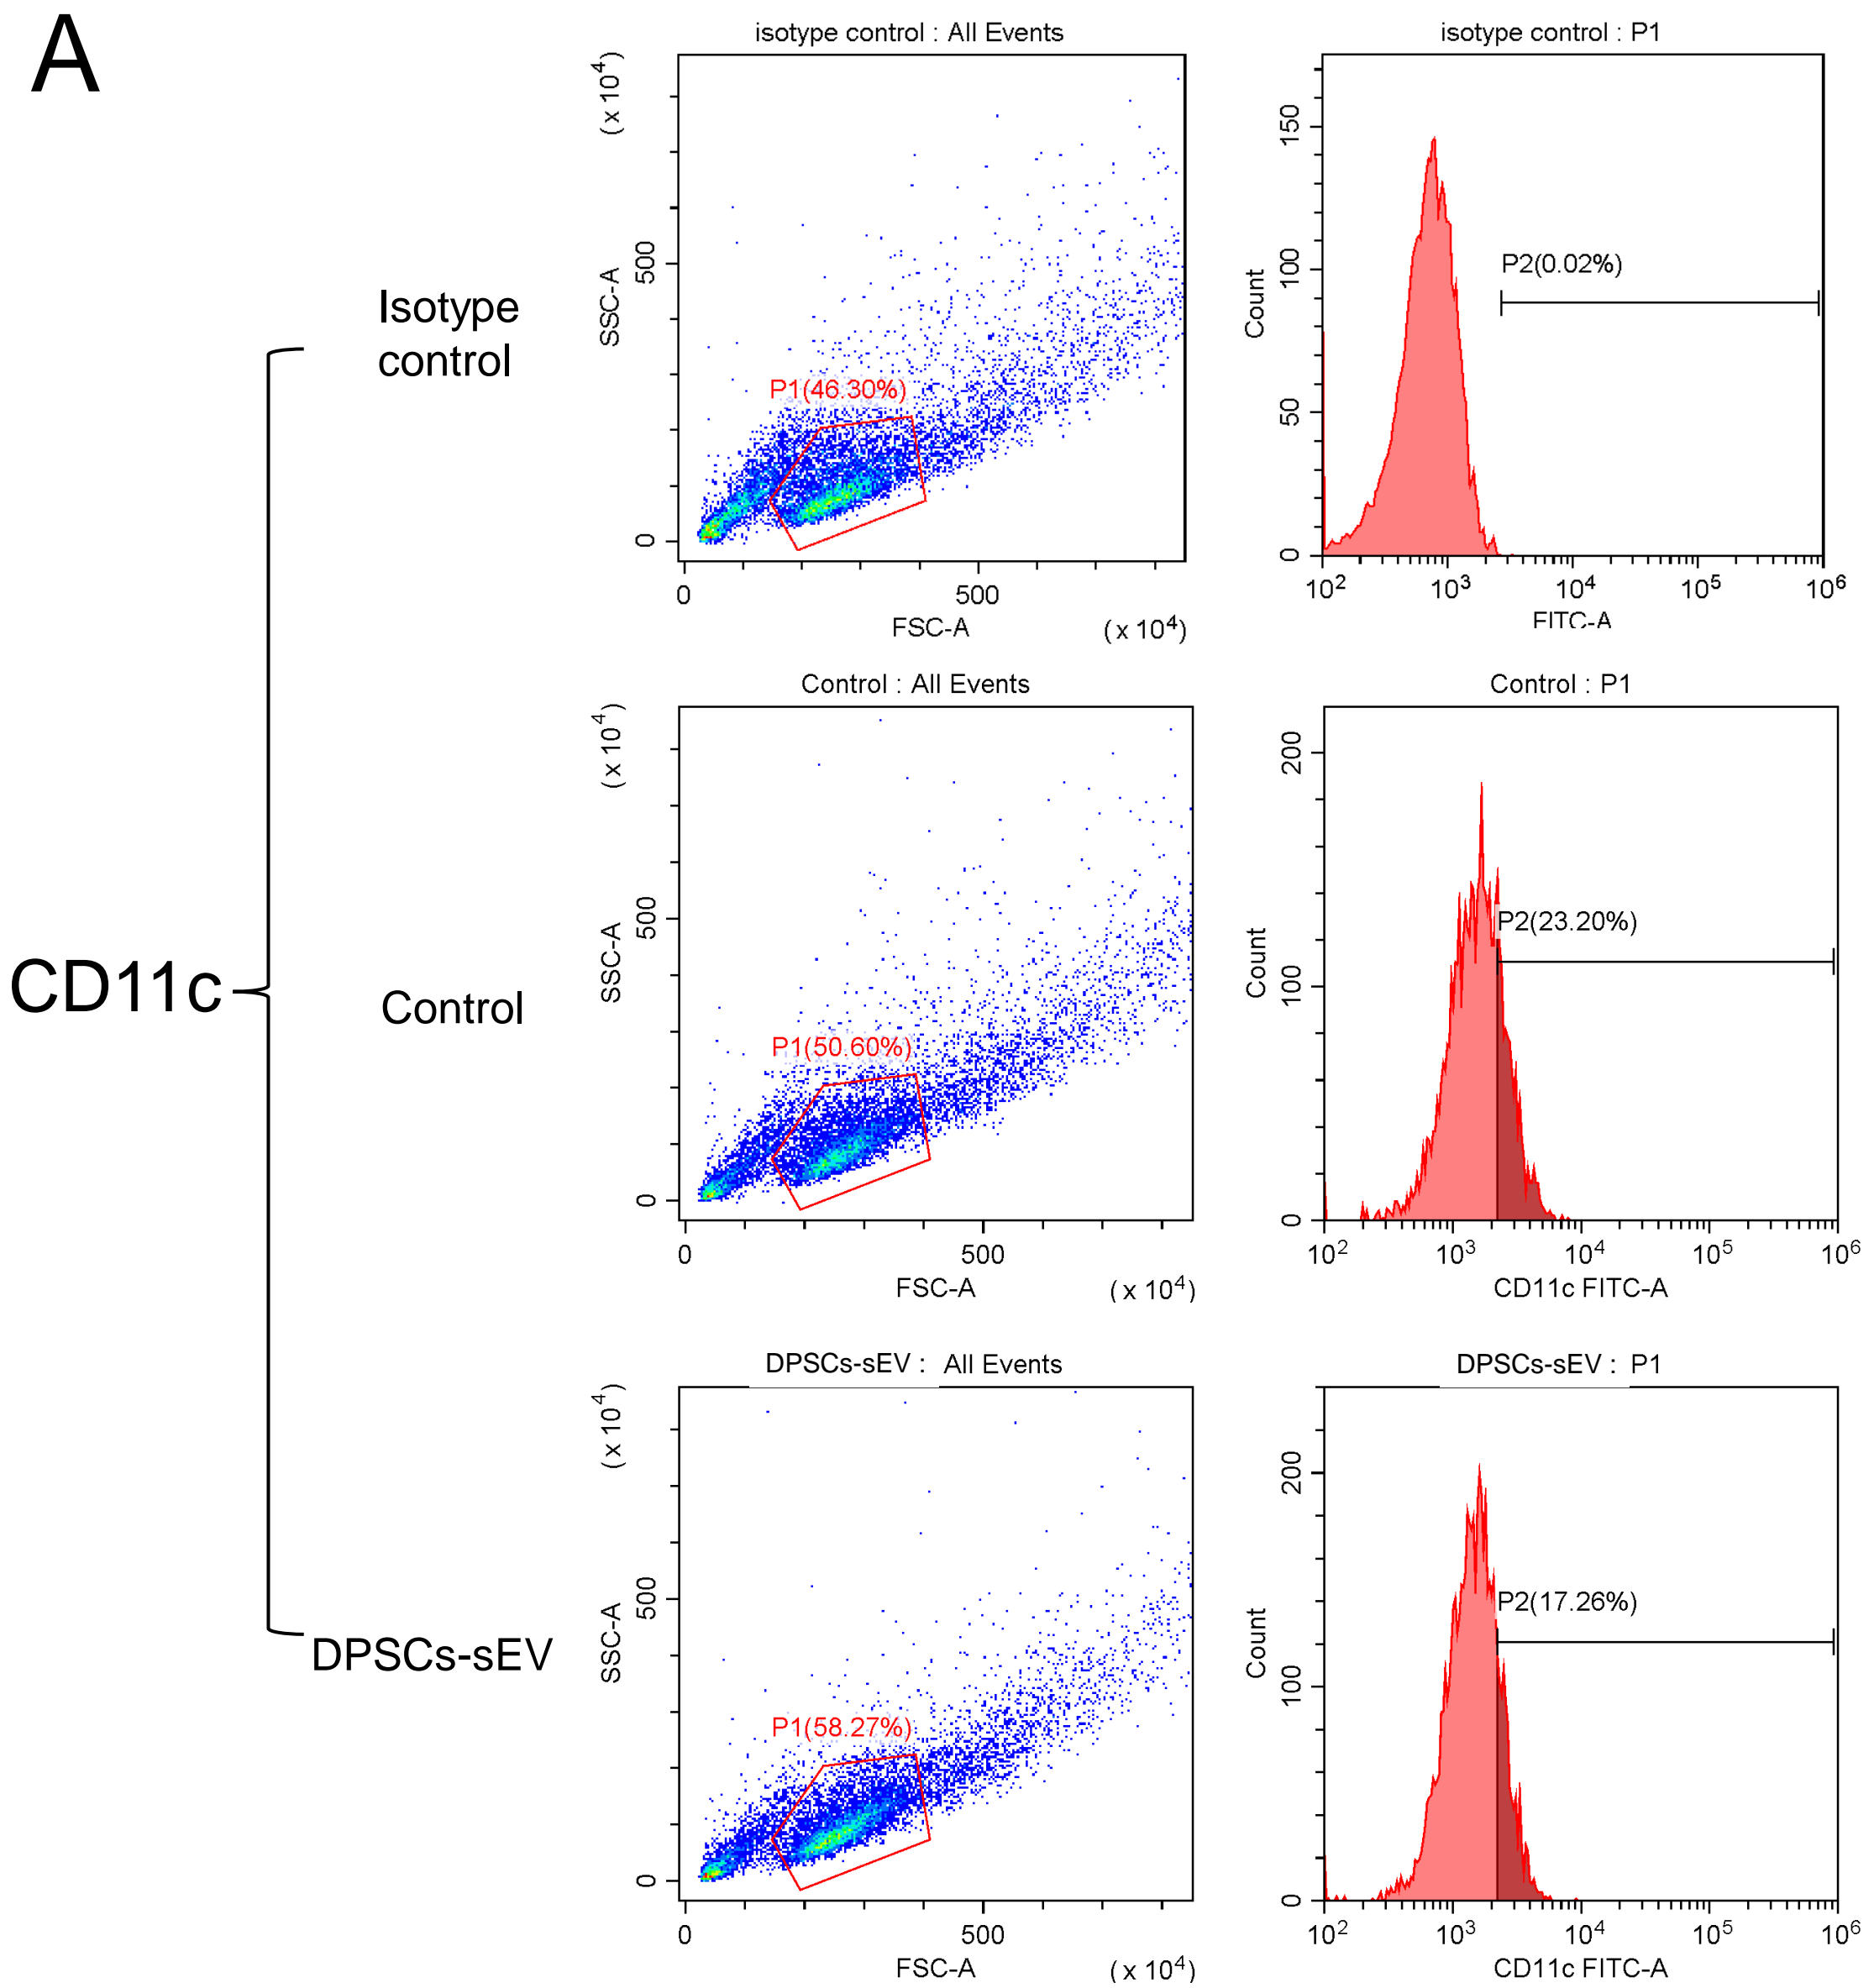 A
CD11c
Isotype
control
isotype control : All Events
(x 10⁴)
SSC-A
500
0
P1(46.30%)
0 500
FSC-A (x 10⁴)
isotype control : P1
Count
150
100
50
0
P2(0.02%)
10² 10³ 10⁴ 10⁵ 10⁶
FITC-A
Control
Control : All Events
(x 10⁴)
SSC-A
500
0
P1(50.60%)
0 500
FSC-A (x 10⁴)
Control : P1
Count
200
100
0
P2(23.20%)
10² 10³ 10⁴ 10⁵ 10⁶
CD11c FITC-A
DPSCs-sEV
DPSCs-sEV : All Events
(x 10⁴)
SSC-A
500
0
P1(58.27%)
0 500
FSC-A (x 10⁴)
DPSCs-sEV : P1
Count
200
100
0
P2(17.26%)
10² 10³ 10⁴ 10⁵ 10⁶
CD11c FITC-A